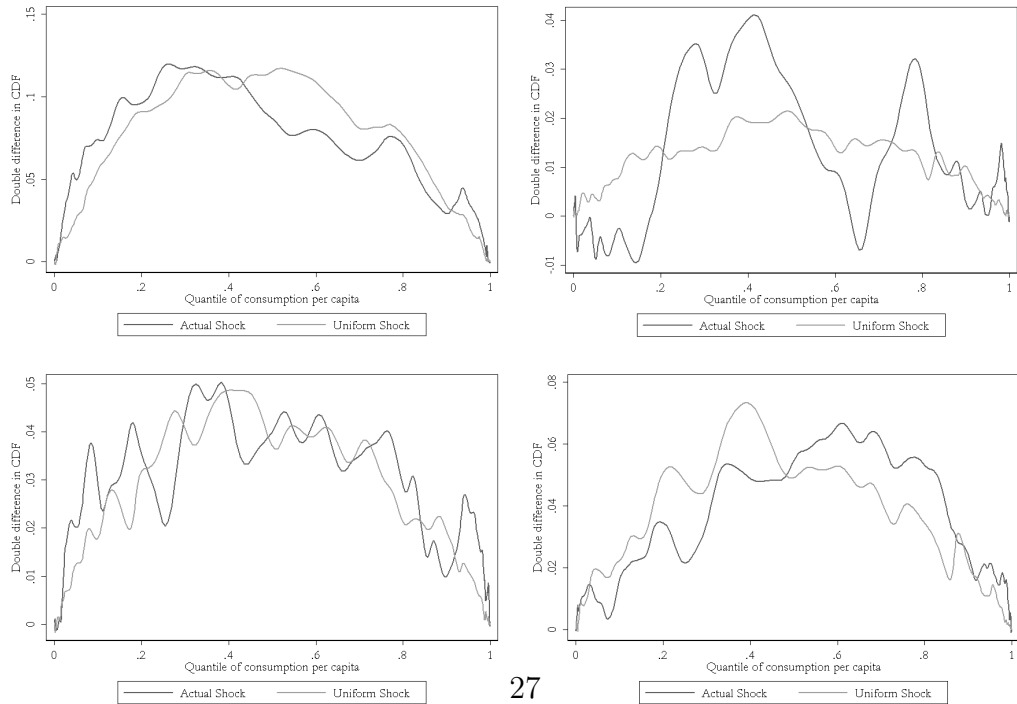 Double difference in CDF
0 .05 .1 .15
0 .2 .4 .6 .8 1
Quantile of consumption per capita
Actual Shock Uniform Shock
Double difference in CDF
-.01 0 .01 .02 .03 .04
0 .2 .4 .6 .8 1
Quantile of consumption per capita
Actual Shock Uniform Shock
Double difference in CDF
0 .01 .02 .03 .04 .05
0 .2 .4 .6 .8 1
Quantile of consumption per capita
Actual Shock Uniform Shock
Double difference in CDF
0 .02 .04 .06 .08
0 .2 .4 .6 .8 1
Quantile of consumption per capita
Actual Shock Uniform Shock
27